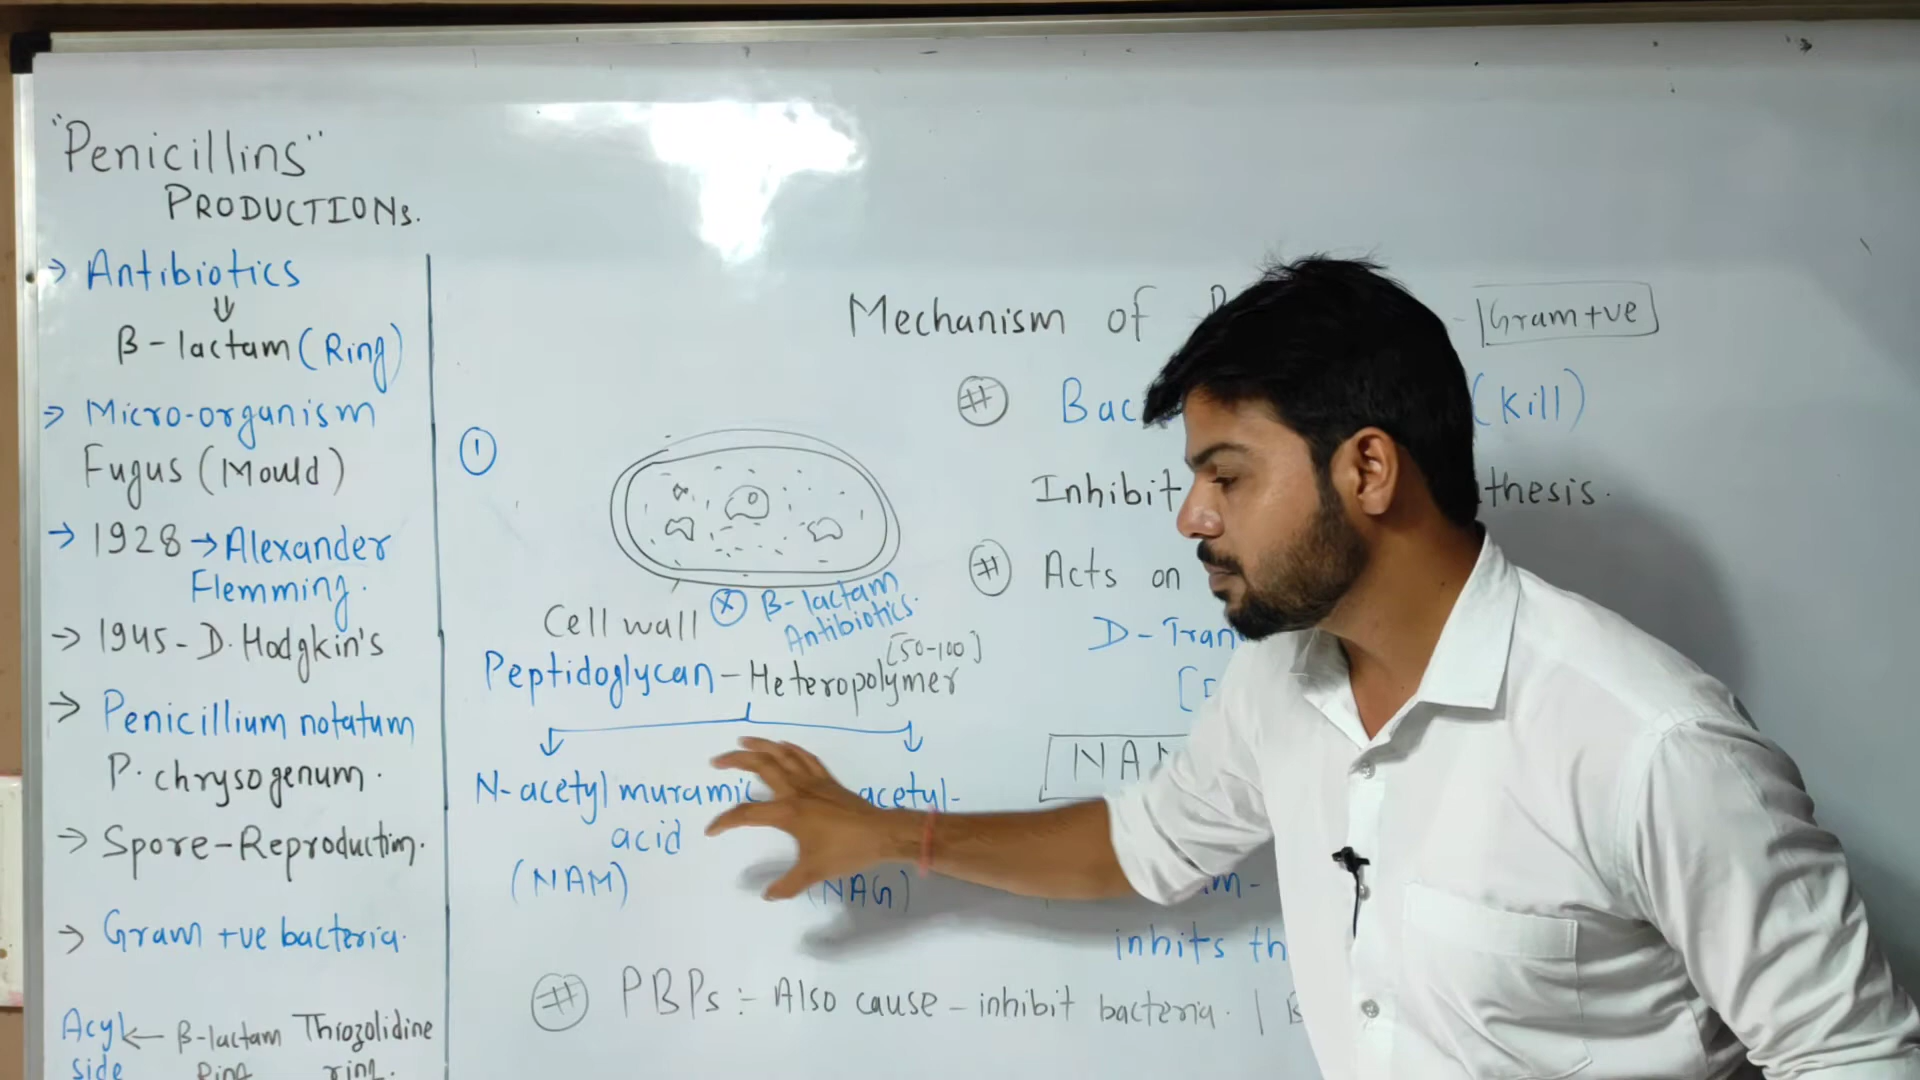 "Penicillins"
PRODUCTIONs.
→ Antibiotics
⇓
β-lactam (Ring)
⇒ Micro-organism
Fugus (Mould)
→ 1928 → Alexander
Flemming.
→ 1945 - D. Hodgkin's
→ Penicillium notatum
P. chrysogenum.
→ Spore-Reproduction.
→ Gram +ve bacteria.
Acyl ← β-lactam Thiozolidine
side Ring ring.
①
Cell wall ⓧ β-lactam
Antibiotics.
[50-100]
Peptidoglycan - Heteropolymer
N-acetyl muramic acetyl-
acid
(NAM) (NAG)
Mechanism of - |Gram+ve|
# (Kill)
Inhibit thesis.
# Acts on
# PBPs :- Also cause - inhibit bacteria. |
inhits